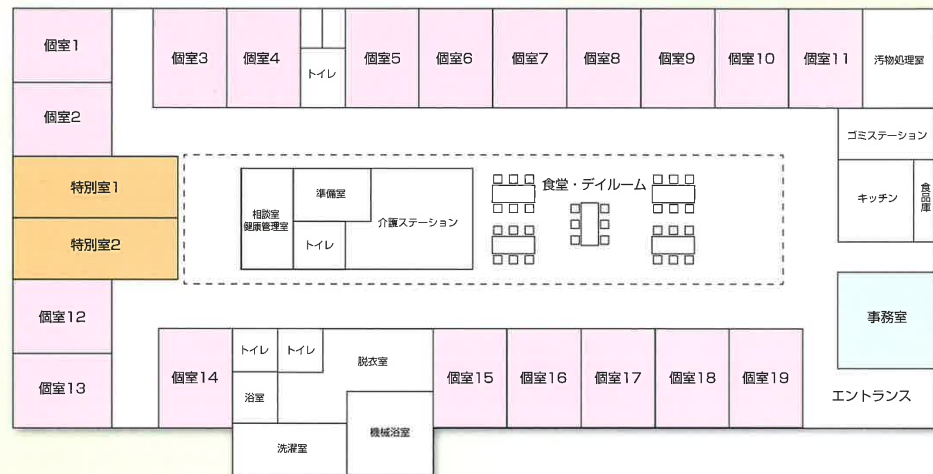 個室1
個室3
個室4
トイレ
個室5
個室6
個室7
個室8
個室9
個室10
個室11
汚物処理室
個室2
ゴミステーション
特別室1
特別室2
相談室
健康管理室
準備室
トイレ
介護ステーション
食堂・デイルーム
キッチン
食品庫
個室12
個室13
事務室
エントランス
個室14
トイレ
トイレ
脱衣室
浴室
洗濯室
機械浴室
個室15
個室16
個室17
個室18
個室19